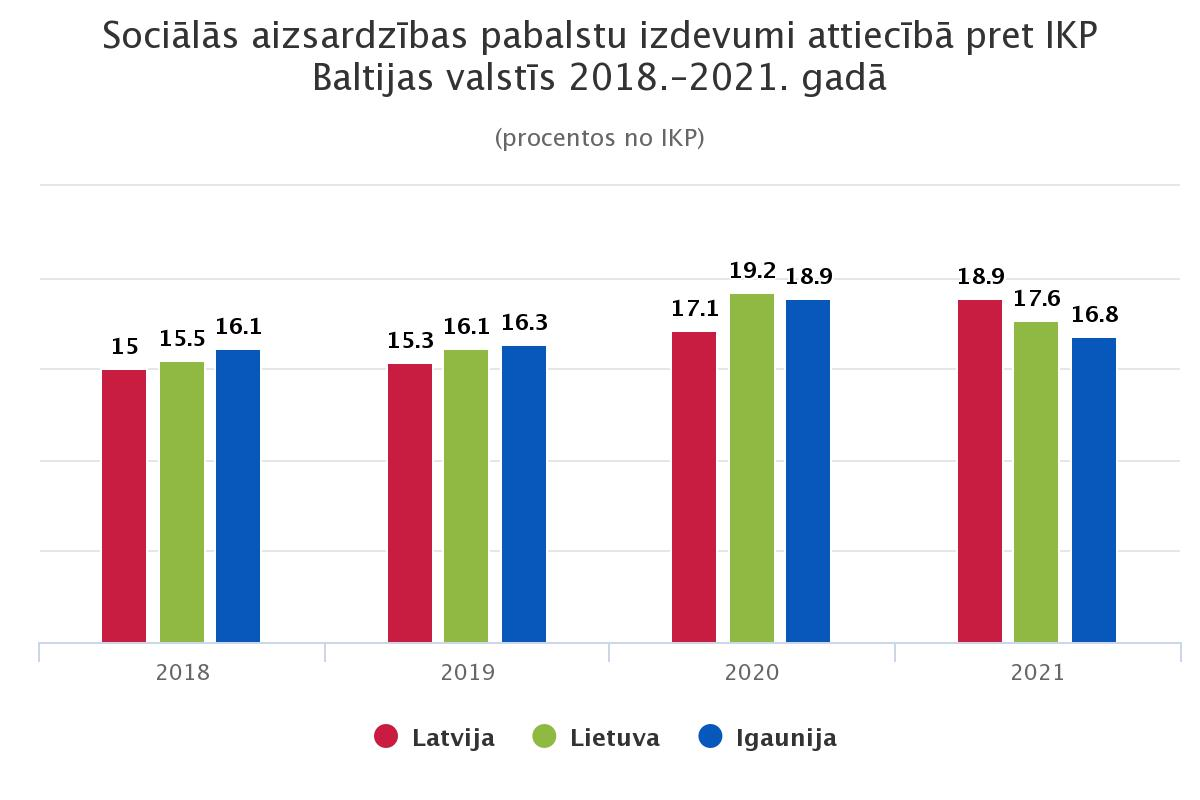 Sociālās aizsardzības pabalstu izdevumi attiecībā pret IKP
Baltijas valstīs 2018.–2021. gadā
(procentos no IKP)
15 15.5 16.1
15.3 16.1 16.3
17.1 19.2 18.9
18.9 17.6 16.8
2018 2019 2020 2021
Latvija Lietuva Igaunija